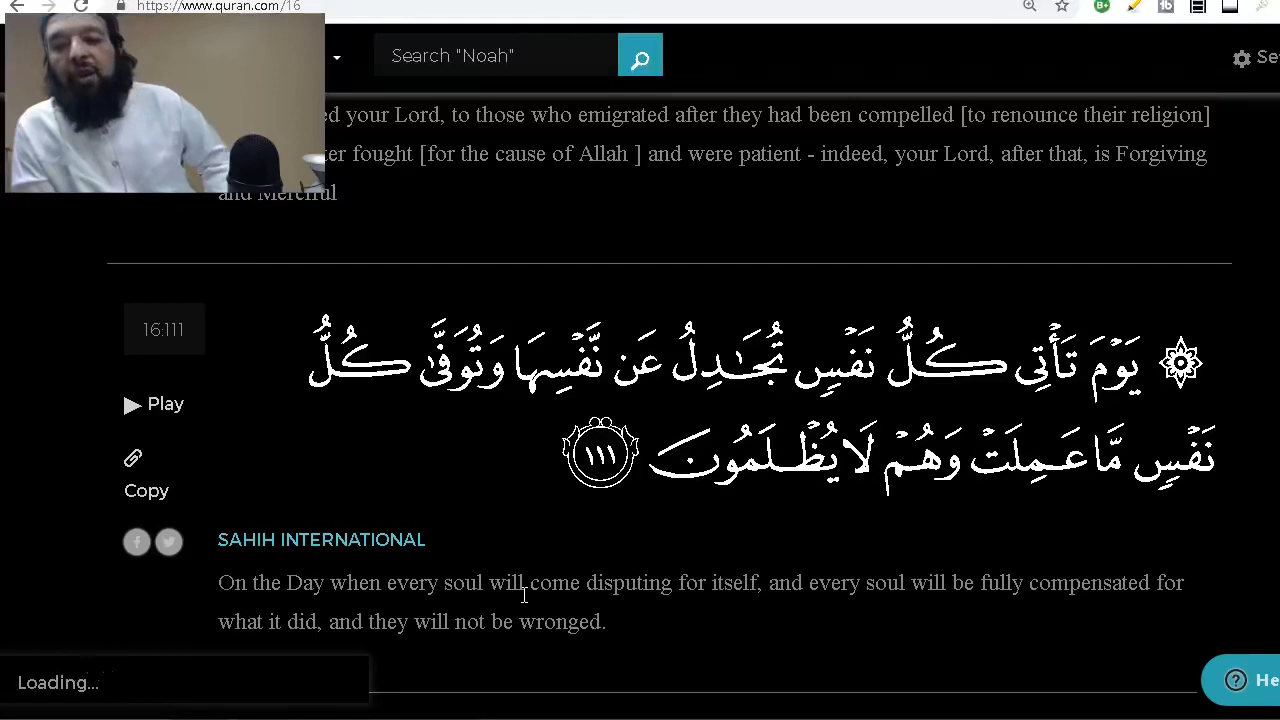 https://www.quran.com/16
Search "Noah"
your Lord, to those who emigrated after they had been compelled [to renounce their religion]
fought [for the cause of Allah ] and were patient - indeed, your Lord, after that, is Forgiving
and Merciful
16:111
۞ يَوْمَ تَأْتِى كُلُّ نَفْسٍ تُجَـٰدِلُ عَن نَّفْسِهَا وَتُوَفَّىٰ كُلُّ
نَفْسٍ مَّا عَمِلَتْ وَهُمْ لَا يُظْلَمُونَ ١١١
Play
Copy
SAHIH INTERNATIONAL
On the Day when every soul will come disputing for itself, and every soul will be fully compensated for
what it did, and they will not be wronged.
Loading...